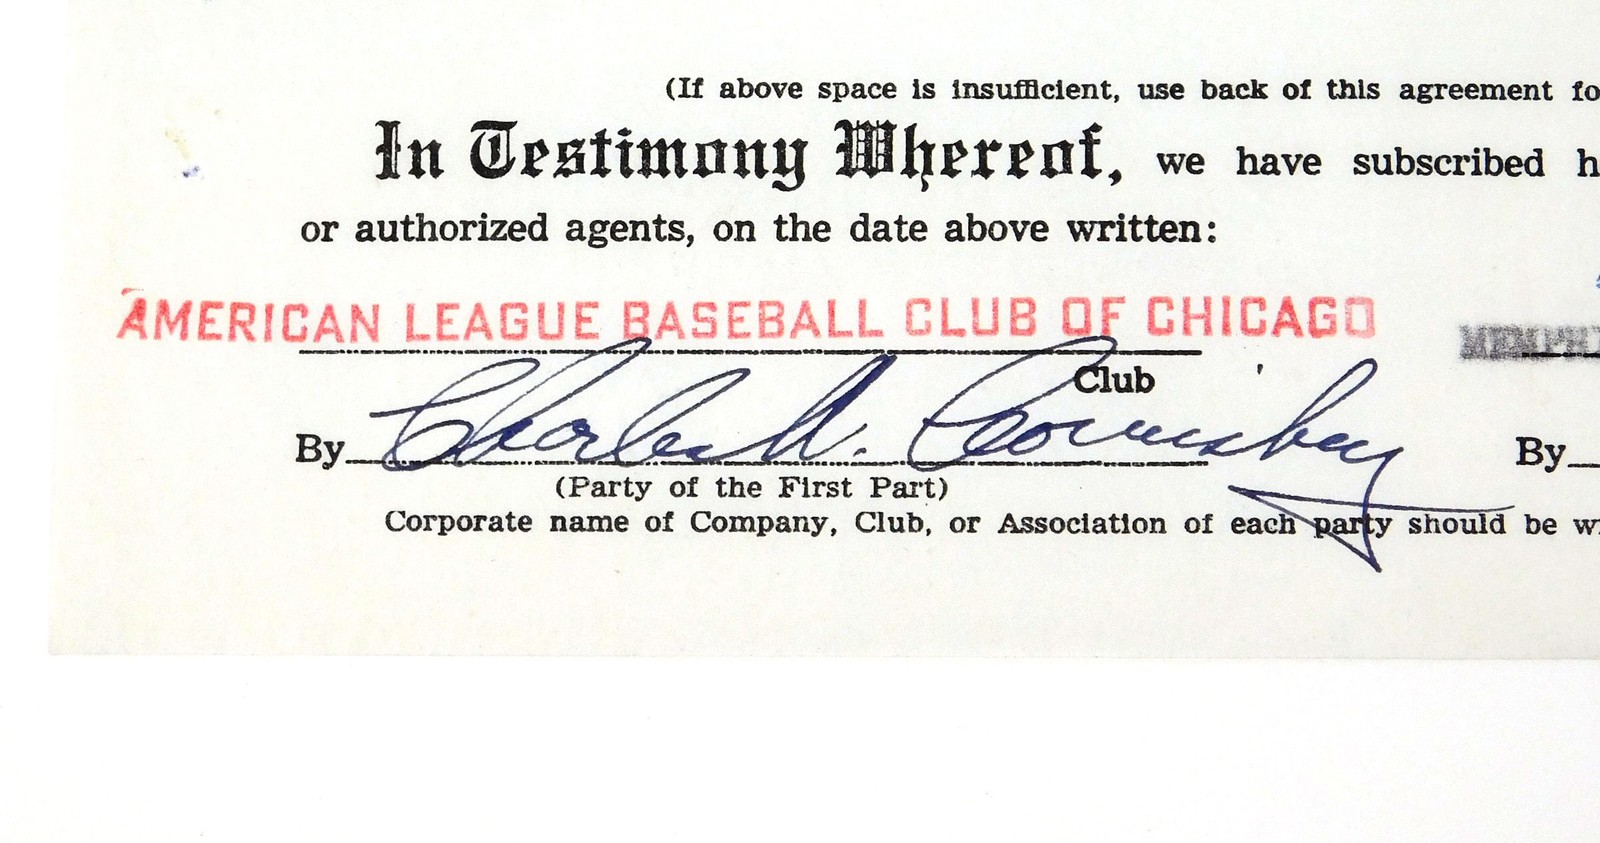 (If above space is insufficient, use back of this agreement fo
In Testimony Whereof, we have subscribed h
or authorized agents, on the date above written:
AMERICAN LEAGUE BASEBALL CLUB OF CHICAGO
Club
By Charles A. Comiskey By
(Party of the First Part)
Corporate name of Company, Club, or Association of each party should be w